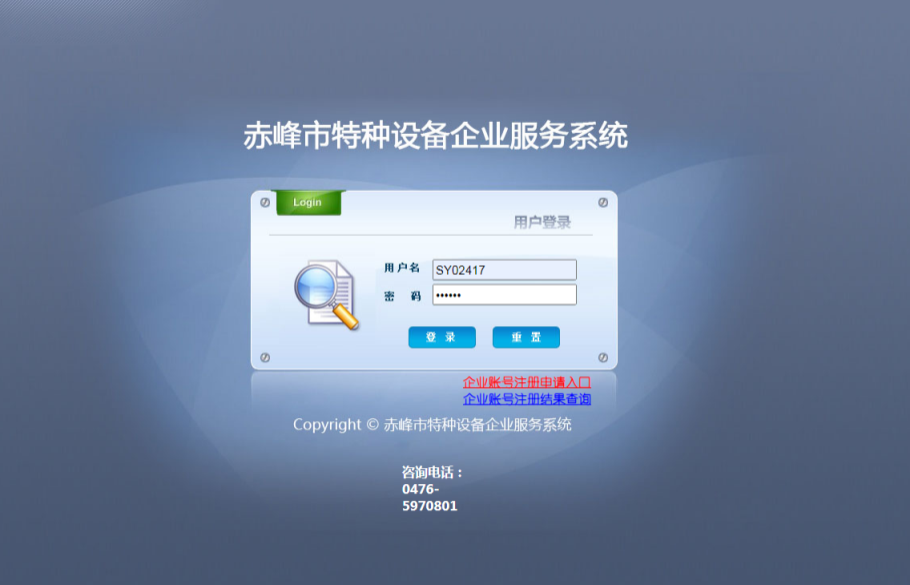 赤峰市特种设备企业服务系统
Login
用户登录
用户名 SY02417
密 码 ••••••
登 录 重 置
企业账号注册申请入口
企业账号注册结果查询
Copyright © 赤峰市特种设备企业服务系统
咨询电话：
0476-
5970801